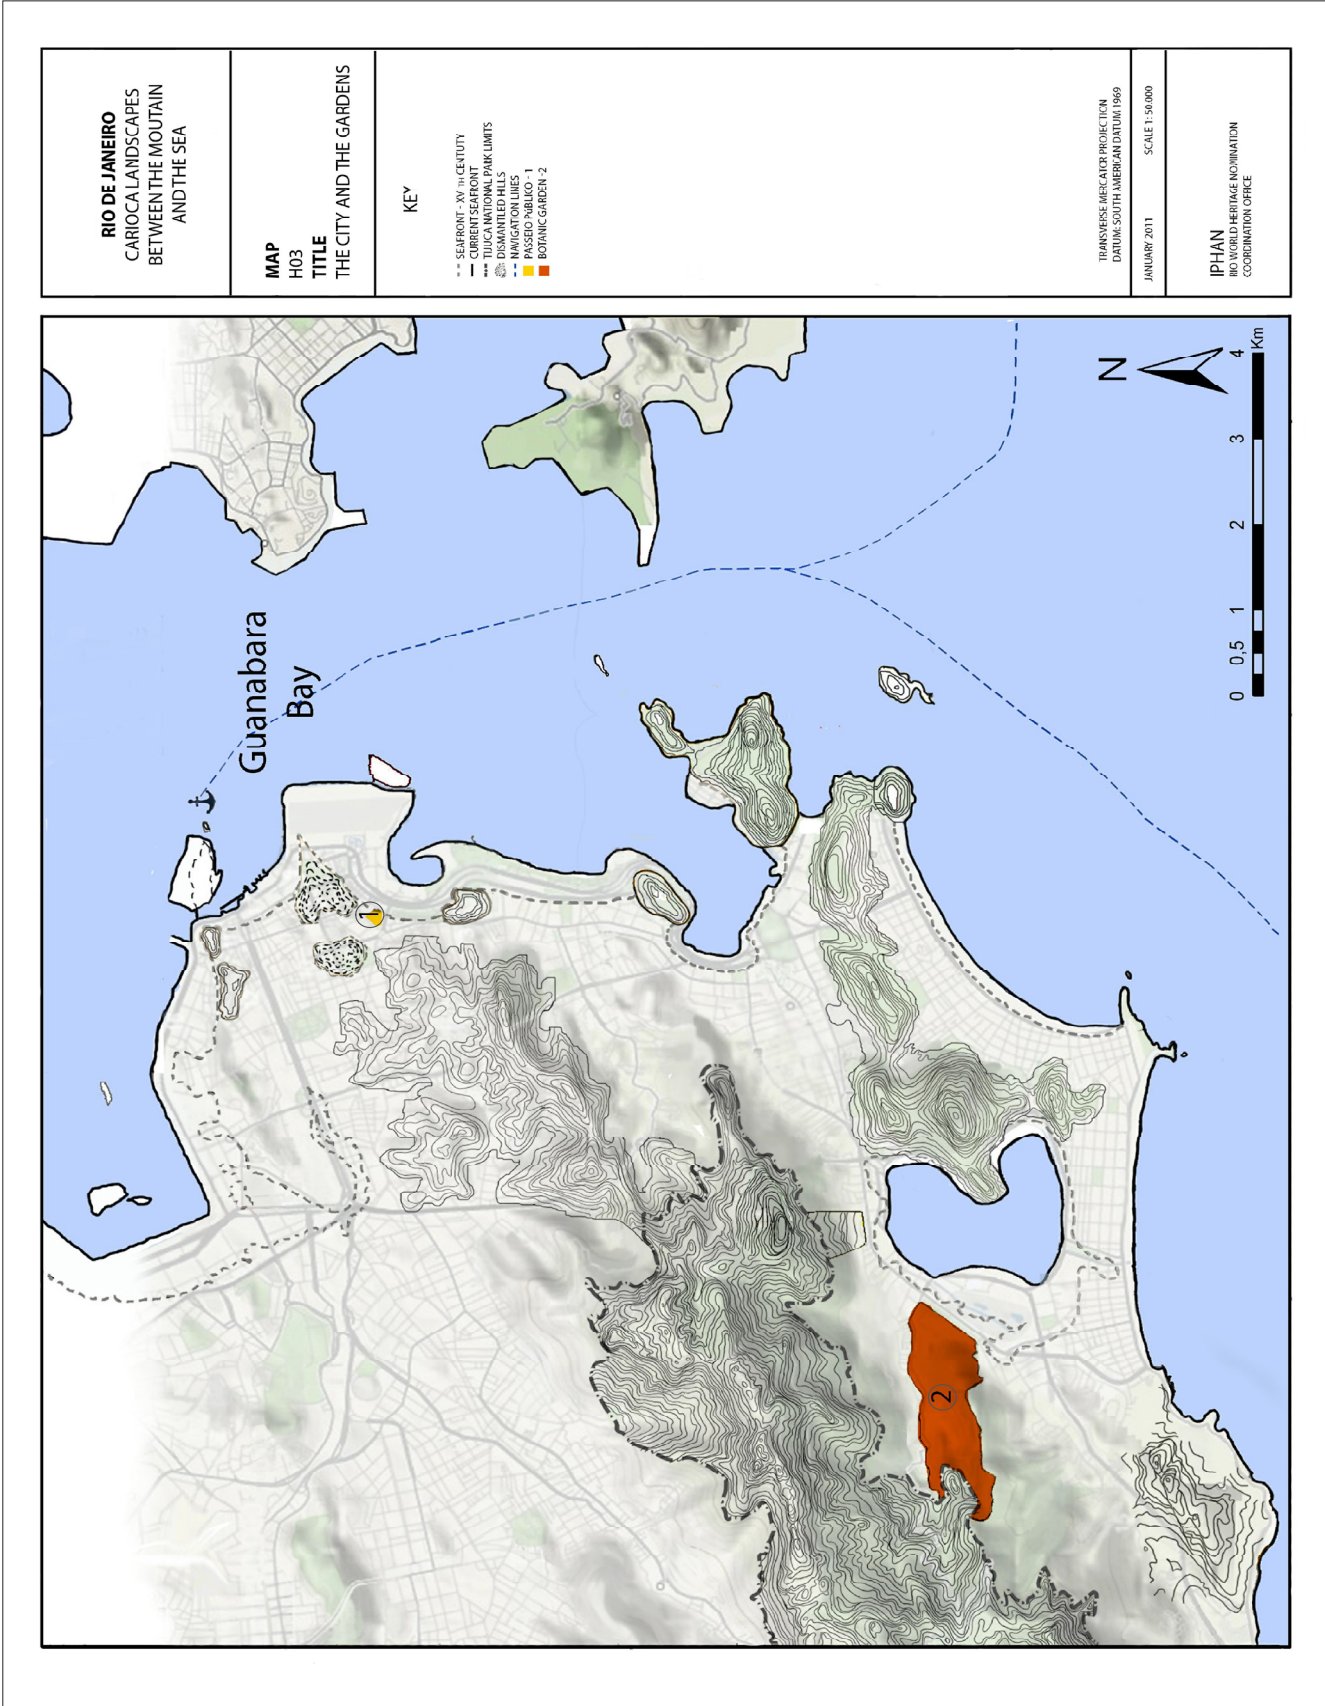 RIO DE JANEIRO
CARIOCA LANDSCAPES
BETWEEN THE MOUTAIN
AND THE SEA
MAP
H03
TITLE
THE CITY AND THE GARDENS
KEY
SEAFRONT - XV TH CENTUTY
CURRENT SEAFRONT
TIJUCA NATIONAL PARK LIMITS
DISMANTLED HILLS
NAVIGATION LINES
PASSEIO PúBLIKO - 1
BOTANIC GARDEN -2
TRANSVERSE MERCATOR PROJECTION
DATUM: SOUTH AMERICAN DATUM 1969
JANUARY 2011 SCALE 1: 50.000
IPHAN
RIO WORLD HERITAGE NOMINATION
COORDINATION OFFICE
Guanabara
Bay
1
2
N
0 0,5 1 2 3 4
Km